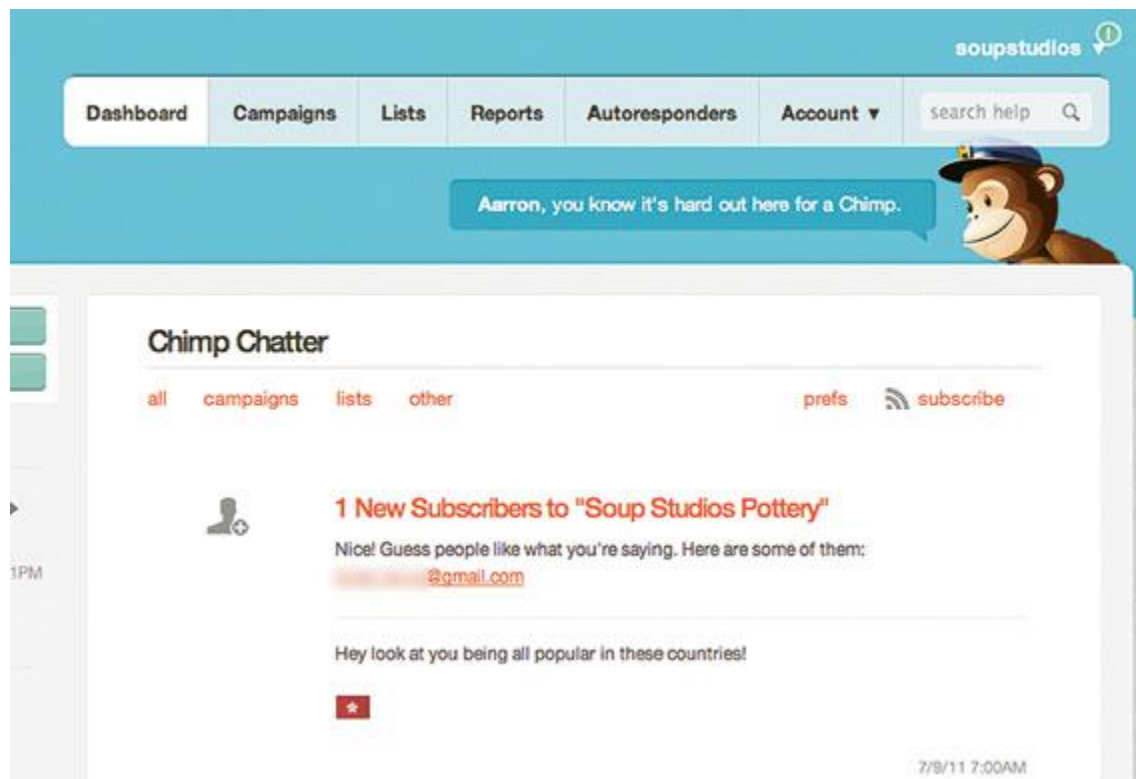 soupstudios
Dashboard Campaigns Lists Reports Autoresponders Account ▼ search help
Aarron, you know it's hard out here for a Chimp.
Chimp Chatter
all campaigns lists other prefs subscribe
1 New Subscribers to "Soup Studios Pottery"
Nice! Guess people like what you're saying. Here are some of them:
@gmail.com
1PM
Hey look at you being all popular in these countries!
7/9/11 7:00AM